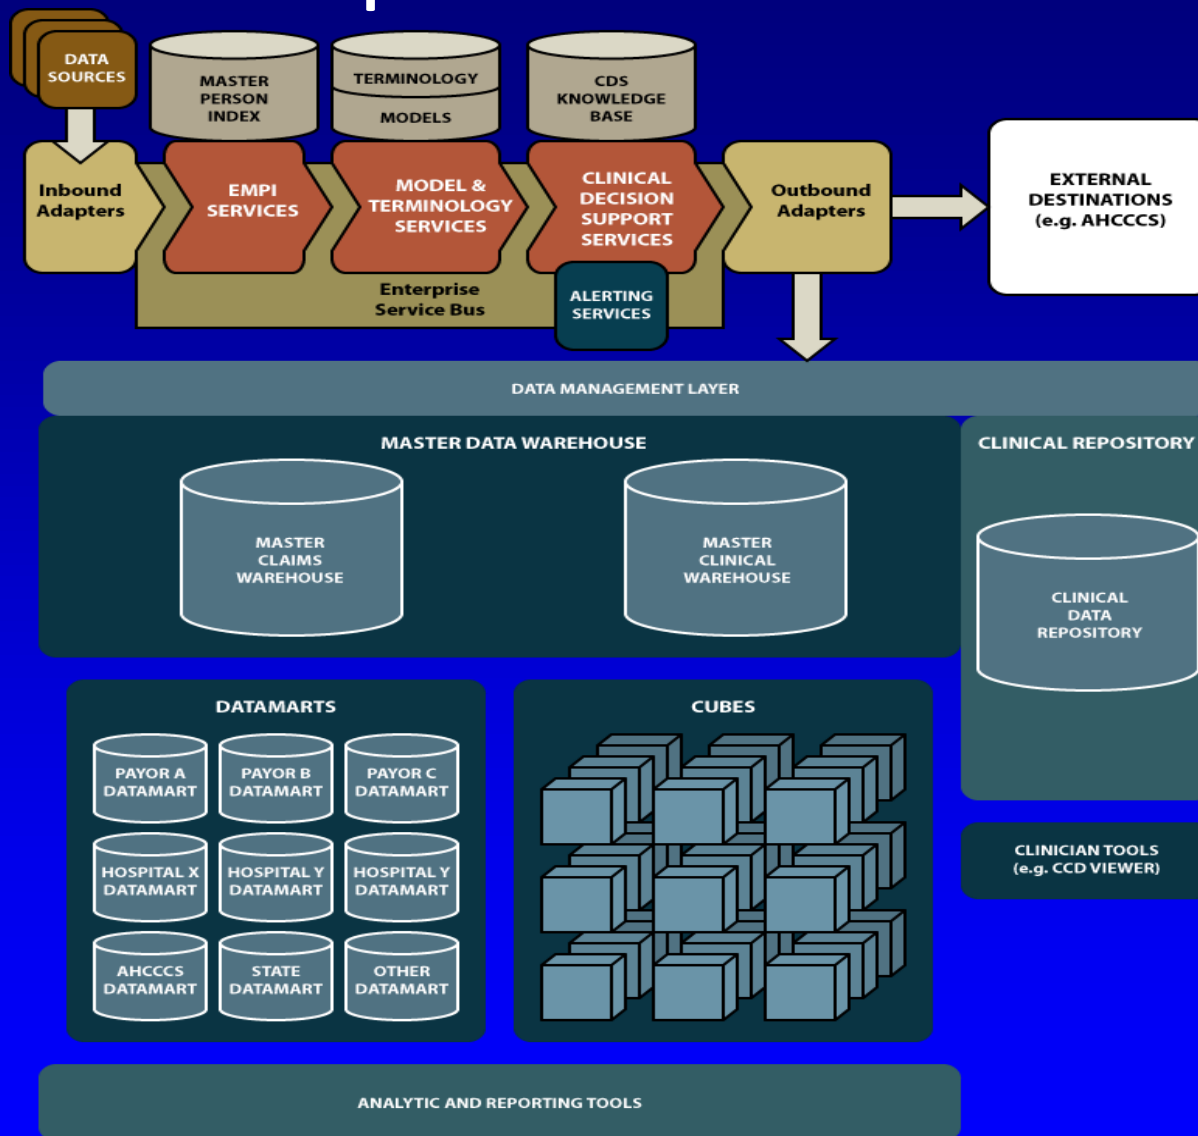 DATA
SOURCES
MASTER
PERSON
INDEX
TERMINOLOGY
MODELS
CDS
KNOWLEDGE
BASE
Inbound
Adapters
EMPI
SERVICES
MODEL &
TERMINOLOGY
SERVICES
CLINICAL
DECISION
SUPPORT
SERVICES
Outbound
Adapters
EXTERNAL
DESTINATIONS
(e.g. AHCCCS)
Enterprise
Service Bus
ALERTING
SERVICES
DATA MANAGEMENT LAYER
MASTER DATA WAREHOUSE
MASTER
CLAIMS
WAREHOUSE
MASTER
CLINICAL
WAREHOUSE
CLINICAL REPOSITORY
CLINICAL
DATA
REPOSITORY
DATAMARTS
PAYOR A
DATAMART
PAYOR B
DATAMART
PAYOR C
DATAMART
HOSPITAL X
DATAMART
HOSPITAL Y
DATAMART
HOSPITAL Y
DATAMART
AHCCCS
DATAMART
STATE
DATAMART
OTHER
DATAMART
CUBES
CLINICIAN TOOLS
(e.g. CCD VIEWER)
ANALYTIC AND REPORTING TOOLS